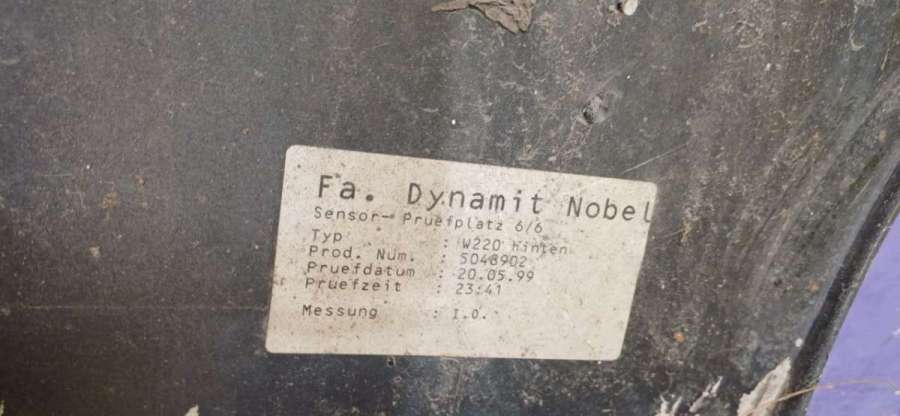 Fa. Dynamit Nobel
Sensor- Pruefplatz 6/6
Typ : W220 hinten
Prod. Num. : 5048902
Pruefdatum : 20.05.99
Pruefzeit : 23:41
Messung : I.O.